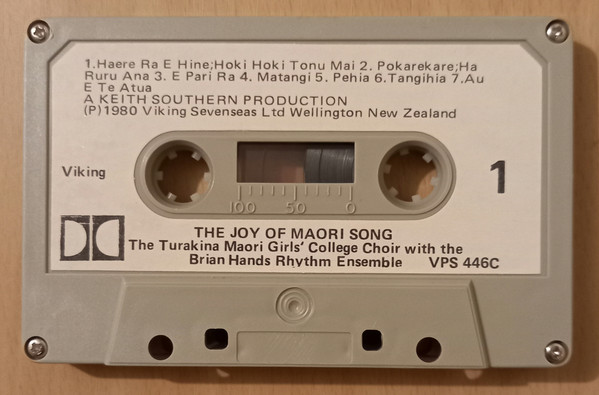 1.Haere Ra E Hine;Hoki Hoki Tonu Mai 2. Pokarekare;Ha
Ruru Ana 3. E Pari Ra 4. Matangi 5. Pehia 6.Tangihia 7.Au
E Te Atua
A KEITH SOUTHERN PRODUCTION
(P)1980 Viking Sevenseas Ltd Wellington New Zealand
Viking
1
100 50 0
THE JOY OF MAORI SONG
The Turakina Maori Girls' College Choir with the
Brian Hands Rhythm Ensemble VPS 446C